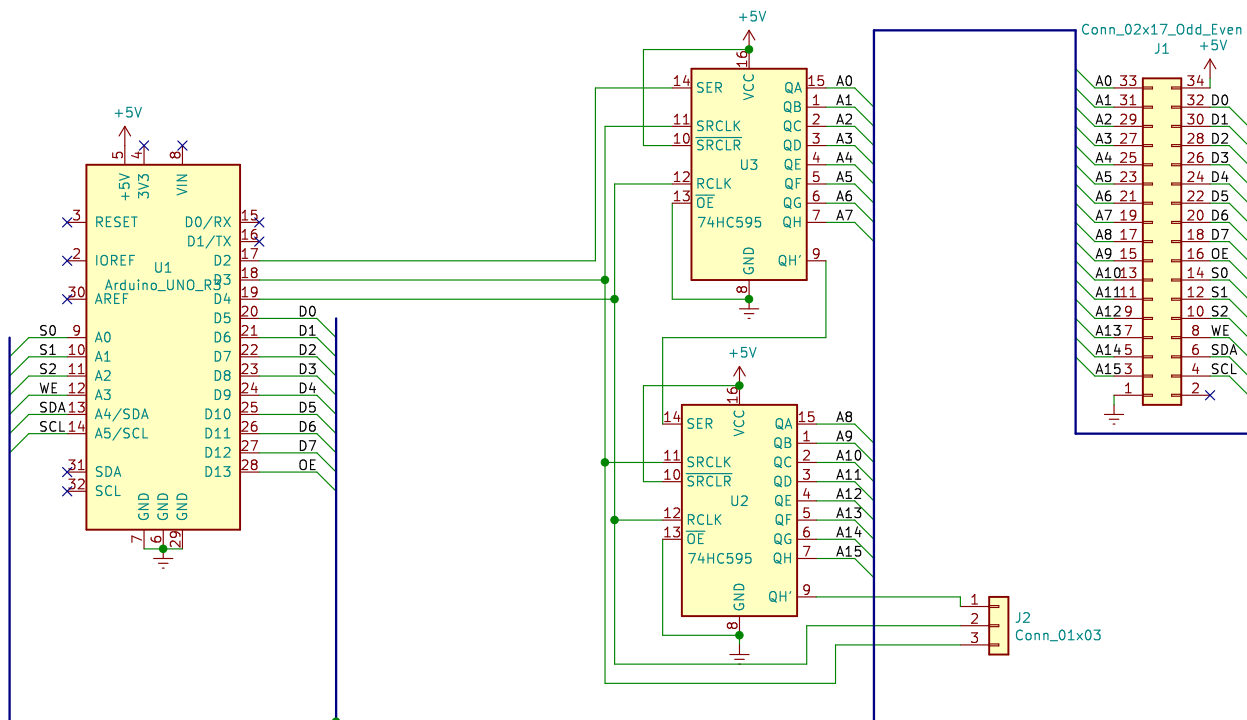 +5V
5
4
8
+5V
3V3
VIN
3 RESET
2 IOREF
30 AREF
9 A0
10 A1
11 A2
12 A3
13 A4/SDA
14 A5/SCL
31 SDA
32 SCL
S0
S1
S2
WE
SDA
SCL
U1
Arduino_UNO_R3
D0/RX 15
D1/TX 16
D2 17
D3 18
D4 19
D5 20 D0
D6 21 D1
D7 22 D2
D8 23 D3
D9 24 D4
D10 25 D5
D11 26 D6
D12 27 D7
D13 28 OE
GND GND GND
7 6 29
+5V
16
VCC
14 SER
11 SRCLK
10 SRCLR
12 RCLK
13 OE
U3
74HC595
QA 15 A0
QB 1 A1
QC 2 A2
QD 3 A3
QE 4 A4
QF 5 A5
QG 6 A6
QH 7 A7
QH' 9
GND
8
+5V
16
VCC
14 SER
11 SRCLK
10 SRCLR
12 RCLK
13 OE
U2
74HC595
QA 15 A8
QB 1 A9
QC 2 A10
QD 3 A11
QE 4 A12
QF 5 A13
QG 6 A14
QH 7 A15
QH' 9
GND
8
Conn_02x17_Odd_Even
J1
+5V
A0 33 34
A1 31 32 D0
A2 29 30 D1
A3 27 28 D2
A4 25 26 D3
A5 23 24 D4
A6 21 22 D5
A7 19 20 D6
A8 17 18 D7
A9 15 16 OE
A10 13 14 S0
A11 11 12 S1
A12 9 10 S2
A13 7 8 WE
A14 5 6 SDA
A15 3 4 SCL
1 2
1
2
3
J2
Conn_01x03